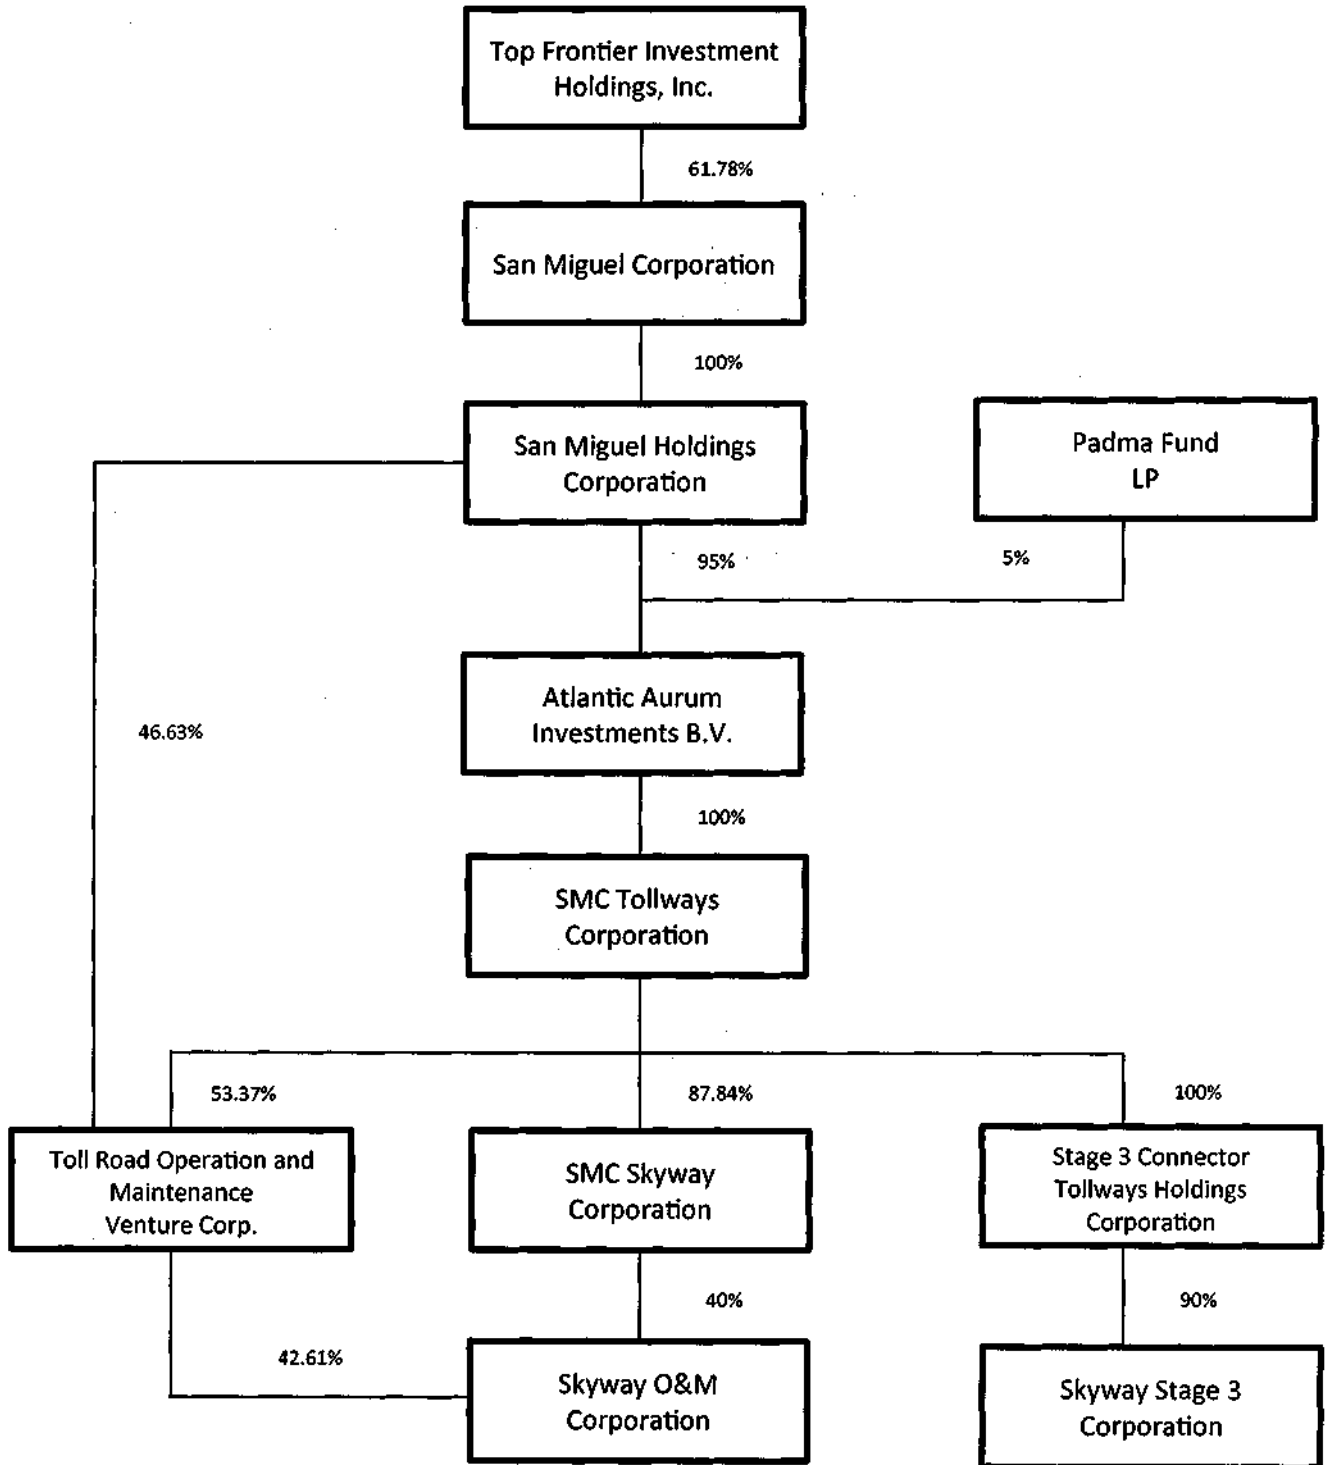 Top Frontier Investment
Holdings, Inc.
61.78%
San Miguel Corporation
100%
San Miguel Holdings
Corporation
Padma Fund
LP
95%
5%
Atlantic Aurum
Investments B.V.
46.63%
100%
SMC Tollways
Corporation
53.37%
87.84%
100%
Toll Road Operation and
Maintenance
Venture Corp.
SMC Skyway
Corporation
Stage 3 Connector
Tollways Holdings
Corporation
40%
90%
42.61%
Skyway O&M
Corporation
Skyway Stage 3
Corporation